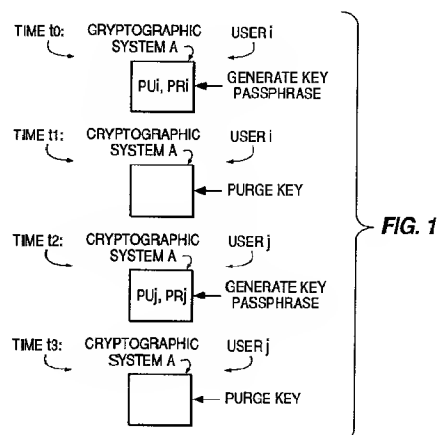 TIME t0: CRYPTOGRAPHIC SYSTEM A USER i
PUi, PRi GENERATE KEY PASSPHRASE
TIME t1: CRYPTOGRAPHIC SYSTEM A USER i
PURGE KEY
FIG. 1
TIME t2: CRYPTOGRAPHIC SYSTEM A USER j
PUj, PRj GENERATE KEY PASSPHRASE
TIME t3: CRYPTOGRAPHIC SYSTEM A USER j
PURGE KEY